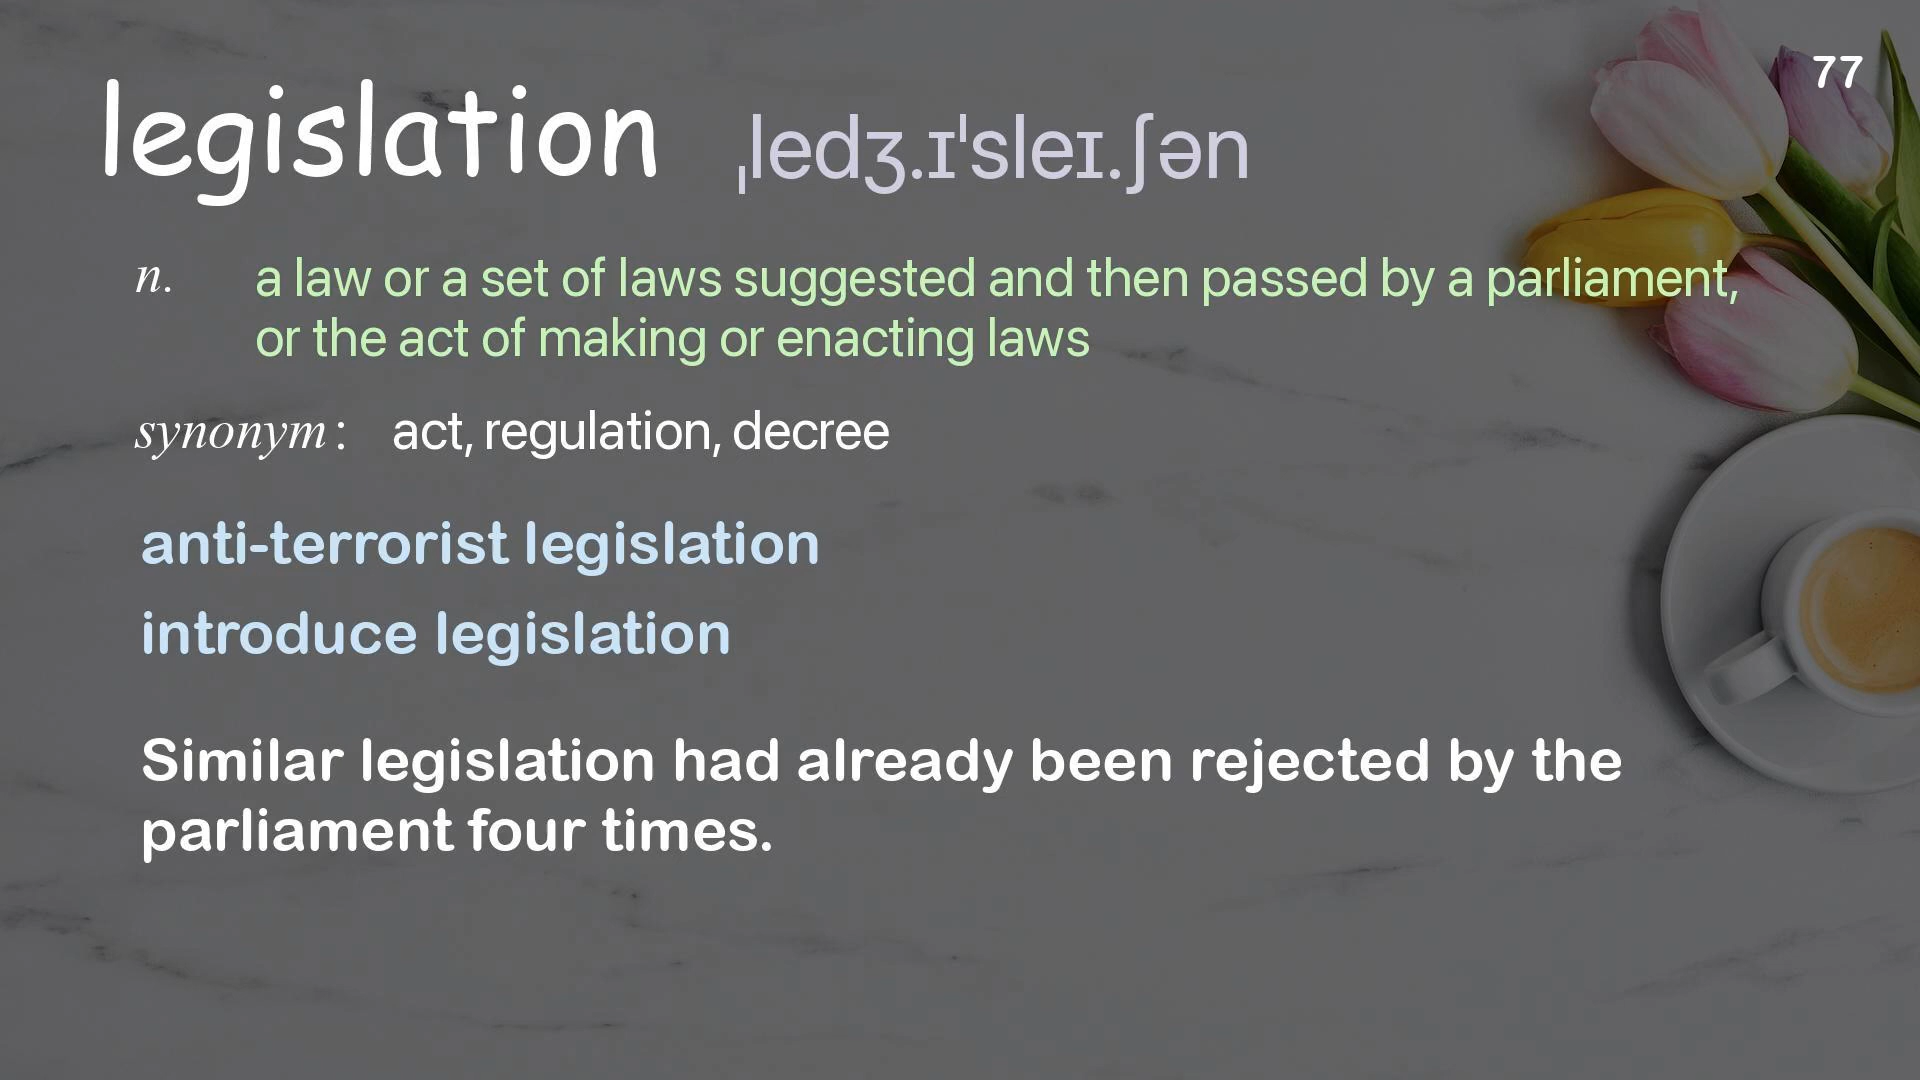 77
legislation ˌledʒ.ɪˈsleɪ.ʃən
n. a law or a set of laws suggested and then passed by a parliament,
or the act of making or enacting laws
synonym: act, regulation, decree
anti-terrorist legislation
introduce legislation
Similar legislation had already been rejected by the
parliament four times.